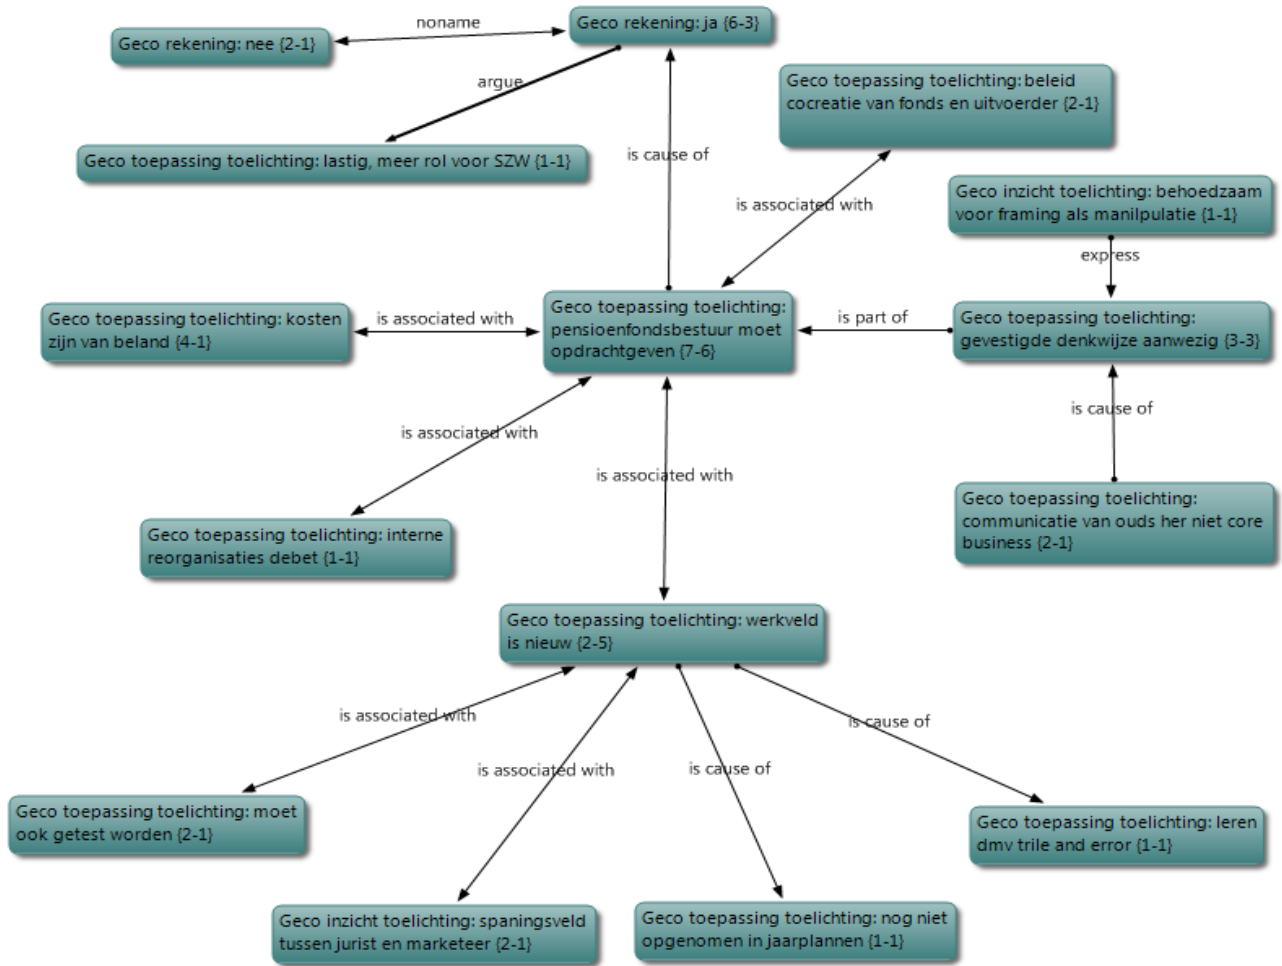 noname
Geco rekening: ja {6-3}
Geco rekening: nee {2-1}
argue
Geco toepassing toelichting: beleid
cocreatie van fonds en uitvoerder {2-1}
Geco toepassing toelichting: lastig, meer rol voor SZW {1-1}
is cause of
is associated with
Geco inzicht toelichting: behoedzaam
voor framing als manilpulatie {1-1}
express
Geco toepassing toelichting: kosten
zijn van beland {4-1}
is associated with
Geco toepassing toelichting:
pensioenfondsbestuur moet
opdrachtgeven {7-6}
is part of
Geco toepassing toelichting:
gevestigde denkwijze aanwezig {3-3}
is cause of
is associated with
is associated with
Geco toepassing toelichting: interne
reorganisaties debet {1-1}
Geco toepassing toelichting:
communicatie van ouds her niet core
business {2-1}
Geco toepassing toelichting: werkveld
is nieuw {2-5}
is associated with
is associated with
is cause of
is cause of
Geco toepassing toelichting: moet
ook getest worden {2-1}
Geco toepassing toelichting: leren
dmv trile and error {1-1}
Geco inzicht toelichting: spaningsveld
tussen jurist en marketeer {2-1}
Geco toepassing toelichting: nog niet
opgenomen in jaarplannen {1-1}